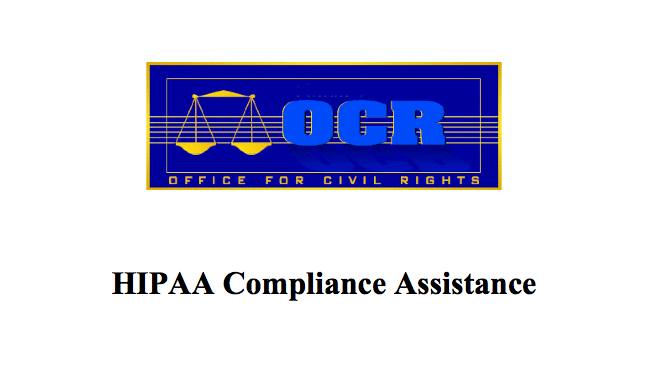 OCR
OFFICE FOR CIVIL RIGHTS
HIPAA Compliance Assistance